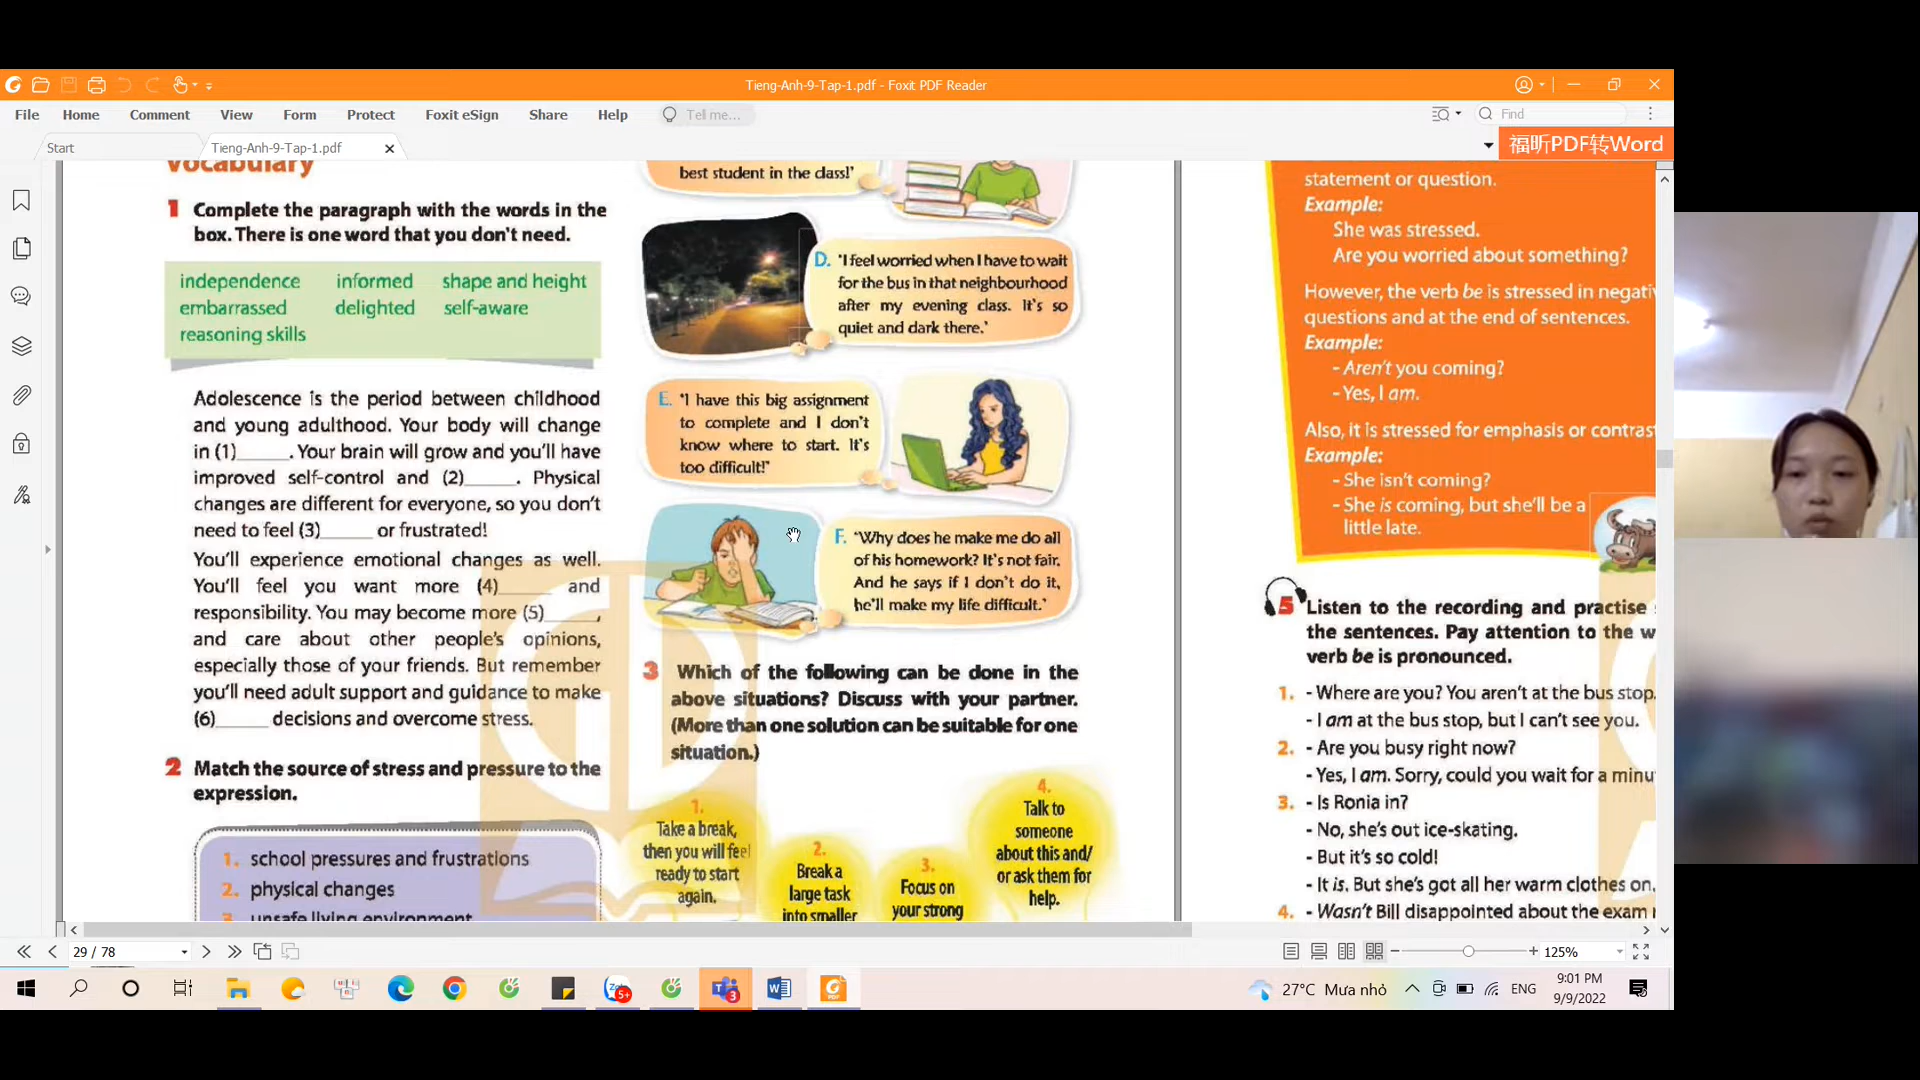 Tieng-Anh-9-Tap-1.pdf - Foxit PDF Reader
File Home Comment View Form Protect Foxit eSign Share Help Tell me... Find
Start Tieng-Anh-9-Tap-1.pdf
福昕PDF转Word
Vocabulary
1 Complete the paragraph with the words in the
box. There is one word that you don't need.
independence informed shape and height
embarrassed delighted self-aware
reasoning skills
Adolescence is the period between childhood
and young adulthood. Your body will change
in (1)_____. Your brain will grow and you'll have
improved self-control and (2)_____. Physical
changes are different for everyone, so you don't
need to feel (3)_____ or frustrated!
You'll experience emotional changes as well.
You'll feel you want more (4)_____ and
responsibility. You may become more (5)_____,
and care about other people's opinions,
especially those of your friends. But remember
you'll need adult support and guidance to make
(6)_____ decisions and overcome stress.
2 Match the source of stress and pressure to the
expression.
1. school pressures and frustrations
2. physical changes
3. unsafe living environment
best student in the class!'
D. 'I feel worried when I have to wait
for the bus in that neighbourhood
after my evening class. It's so
quiet and dark there.'
E. 'I have this big assignment
to complete and I don't
know where to start. It's
too difficult!'
F. 'Why does he make me do all
of his homework? It's not fair.
And he says if I don't do it,
he'll make my life difficult.'
3 Which of the following can be done in the
above situations? Discuss with your partner.
(More than one solution can be suitable for one
situation.)
1.
Take a break,
then you will feel
ready to start
again.
2.
Break a
large task
into smaller
3.
Focus on
your strong
4.
Talk to
someone
about this and/
or ask them for
help.
statement or question.
Example:
She was stressed.
Are you worried about something?
However, the verb be is stressed in negati
questions and at the end of sentences.
Example:
- Aren't you coming?
- Yes, I am.
Also, it is stressed for emphasis or contras
Example:
- She isn't coming?
- She is coming, but she'll be a
little late.
5 Listen to the recording and practise
the sentences. Pay attention to the w
verb be is pronounced.
1. - Where are you? You aren't at the bus stop.
- I am at the bus stop, but I can't see you.
2. - Are you busy right now?
- Yes, I am. Sorry, could you wait for a minu
3. - Is Ronia in?
- No, she's out ice-skating.
- But it's so cold!
- It is. But she's got all her warm clothes on.
4. - Wasn't Bill disappointed about the exam
29 / 78
125%
27°C Mưa nhỏ
ENG
9:01 PM
9/9/2022
Zalo
5+
3
PDF